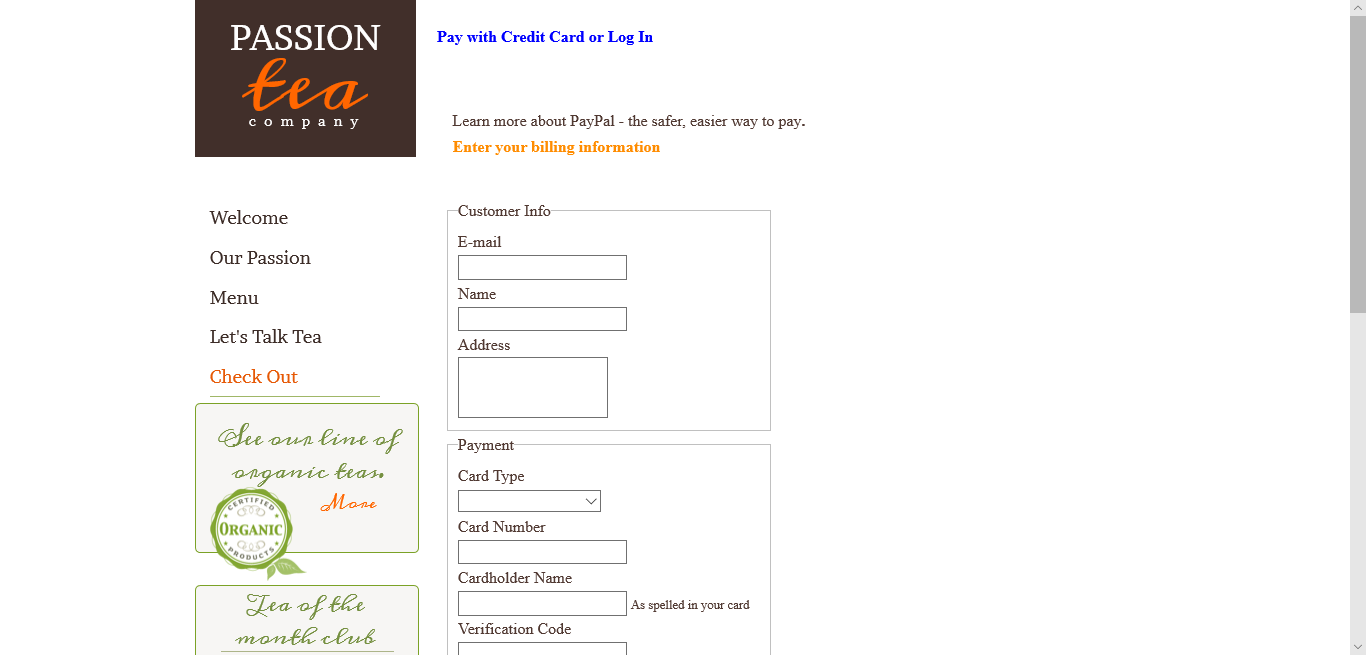 PASSION
tea
company
Pay with Credit Card or Log In
Learn more about PayPal - the safer, easier way to pay.
Enter your billing information
Welcome
Our Passion
Menu
Let's Talk Tea
Check Out
See our line of
organic teas.
More
CERTIFIED
ORGANIC
PRODUCTS
Tea of the
month club
Customer Info
E-mail
Name
Address
Payment
Card Type
Card Number
Cardholder Name
As spelled in your card
Verification Code